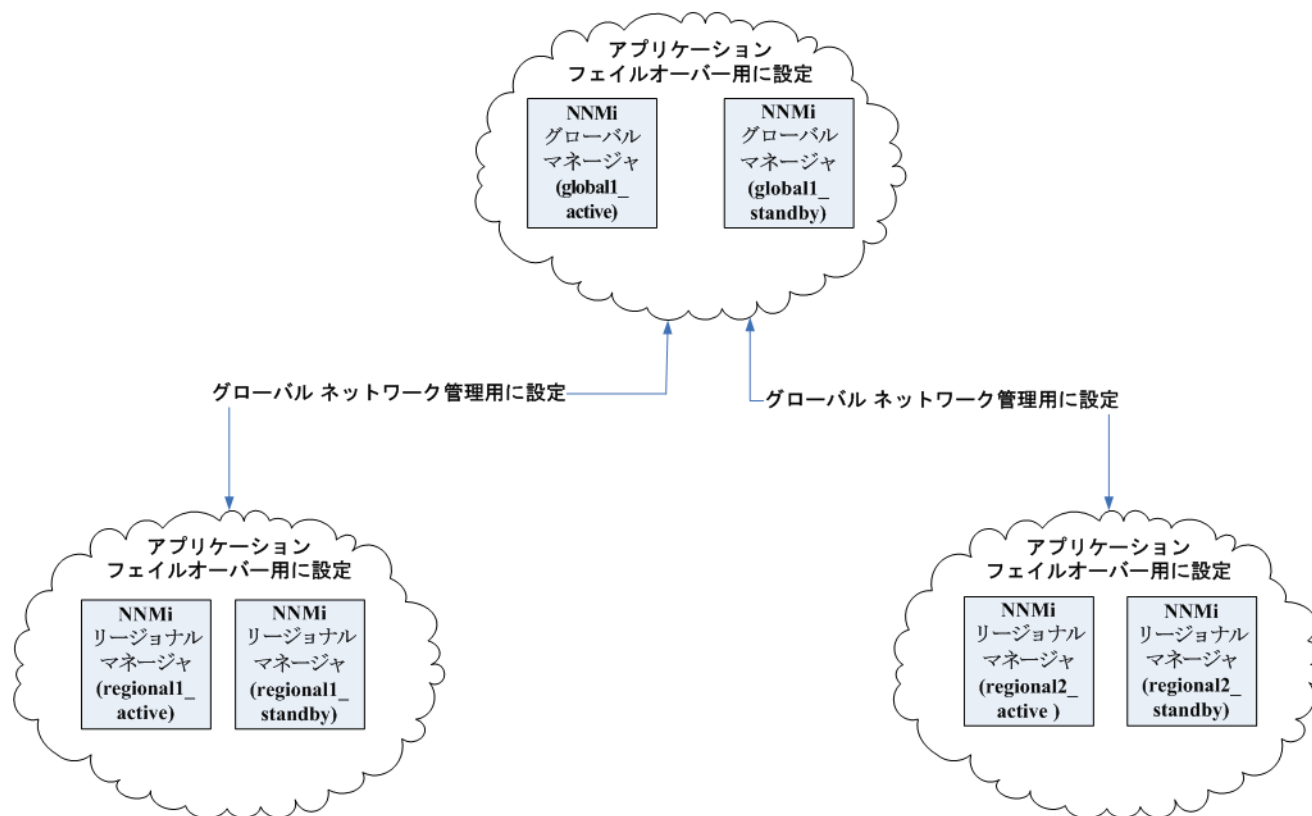 アプリケーション
フェイルオーバー用に設定
NNMi
グローバル
マネージャ
(global1_
active)
NNMi
グローバル
マネージャ
(global1_
standby)
グローバル ネットワーク管理用に設定
グローバル ネットワーク管理用に設定
アプリケーション
フェイルオーバー用に設定
NNMi
リージョナル
マネージャ
(regional1_
active)
NNMi
リージョナル
マネージャ
(regional1_
standby)
アプリケーション
フェイルオーバー用に設定
NNMi
リージョナル
マネージャ
(regional2_
active )
NNMi
リージョナル
マネージャ
(regional2_
standby)